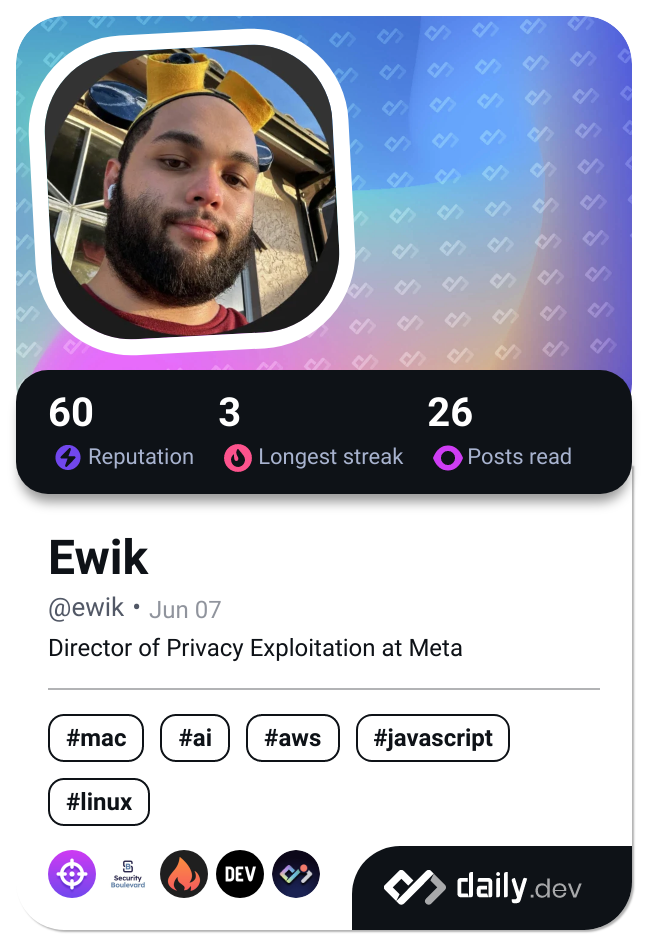 60 3 26
Reputation Longest streak Posts read
Ewik
@ewik • Jun 07
Director of Privacy Exploitation at Meta
#mac #ai #aws #javascript
#linux
Security
Boulevard
DEV
daily.dev